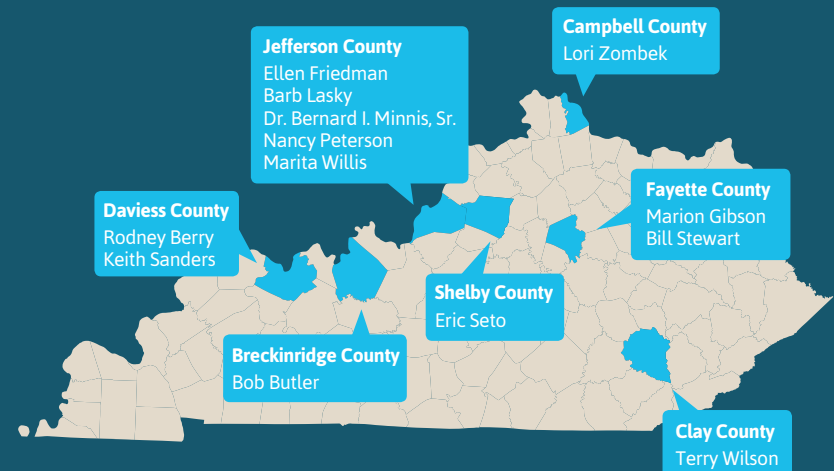 Campbell County
Lori Zombek
Jefferson County
Ellen Friedman
Barb Lasky
Dr. Bernard I. Minnis, Sr.
Nancy Peterson
Marita Willis
Fayette County
Marion Gibson
Bill Stewart
Daviess County
Rodney Berry
Keith Sanders
Shelby County
Eric Seto
Breckinridge County
Bob Butler
Clay County
Terry Wilson